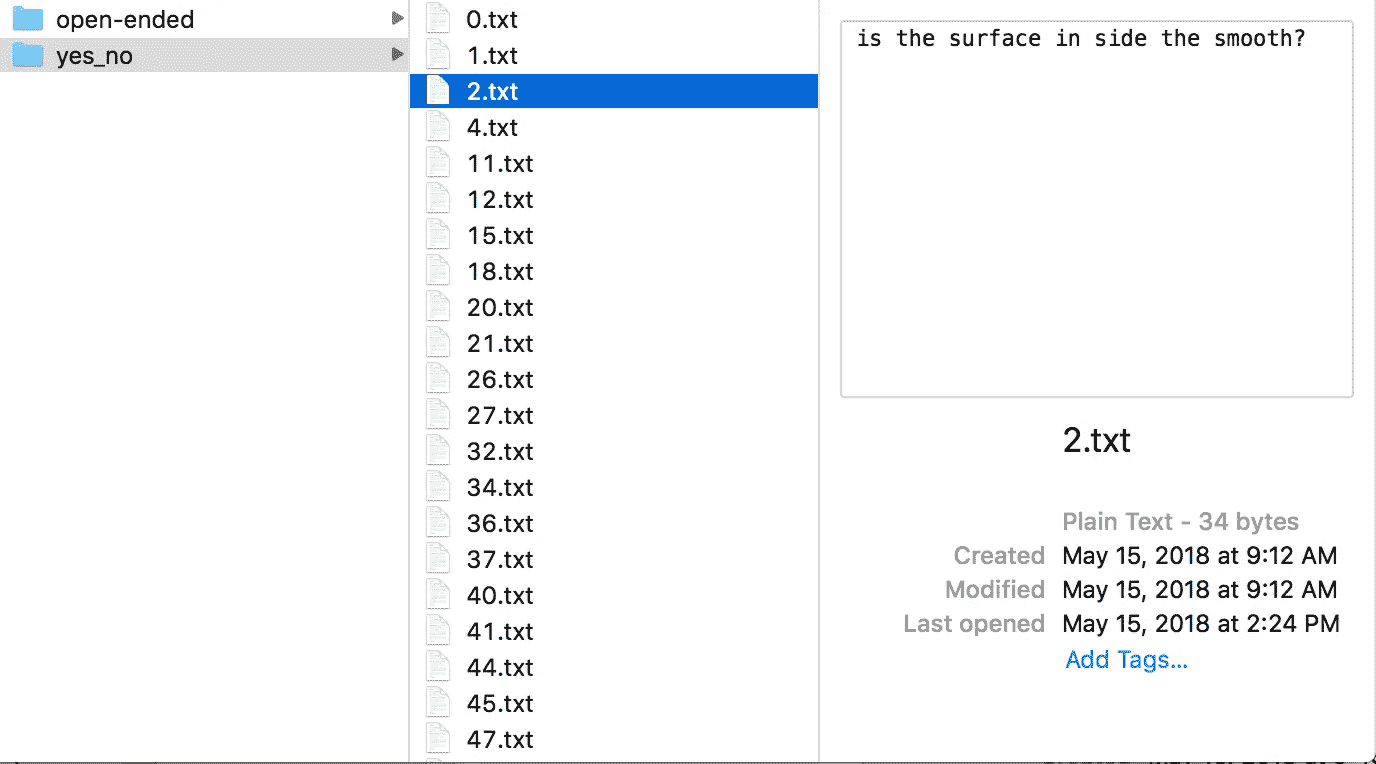 open-ended
yes_no
0.txt
1.txt
2.txt
4.txt
11.txt
12.txt
15.txt
18.txt
20.txt
21.txt
26.txt
27.txt
32.txt
34.txt
36.txt
37.txt
40.txt
41.txt
44.txt
45.txt
47.txt
is the surface in side the smooth?
2.txt
Plain Text - 34 bytes
Created May 15, 2018 at 9:12 AM
Modified May 15, 2018 at 9:12 AM
Last opened May 15, 2018 at 2:24 PM
Add Tags...